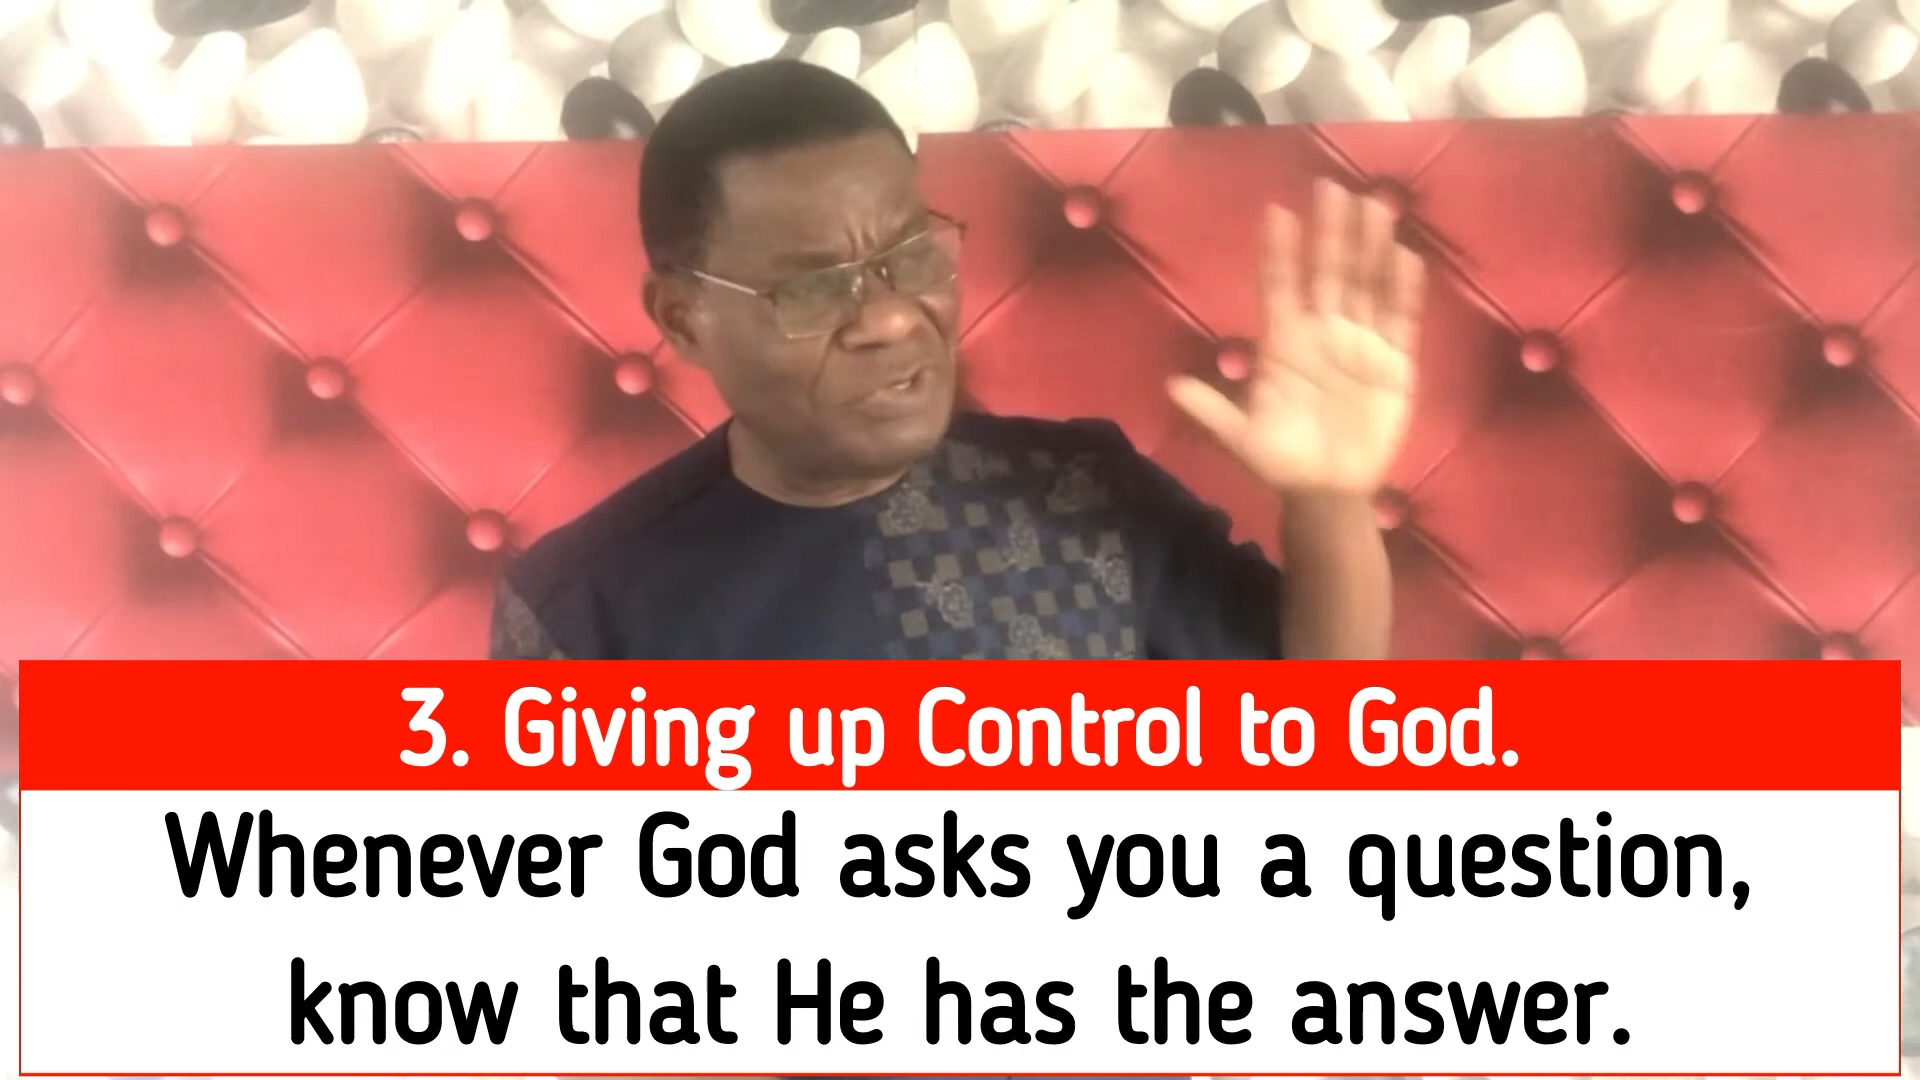 3. Giving up Control to God.
Whenever God asks you a question,
know that He has the answer.